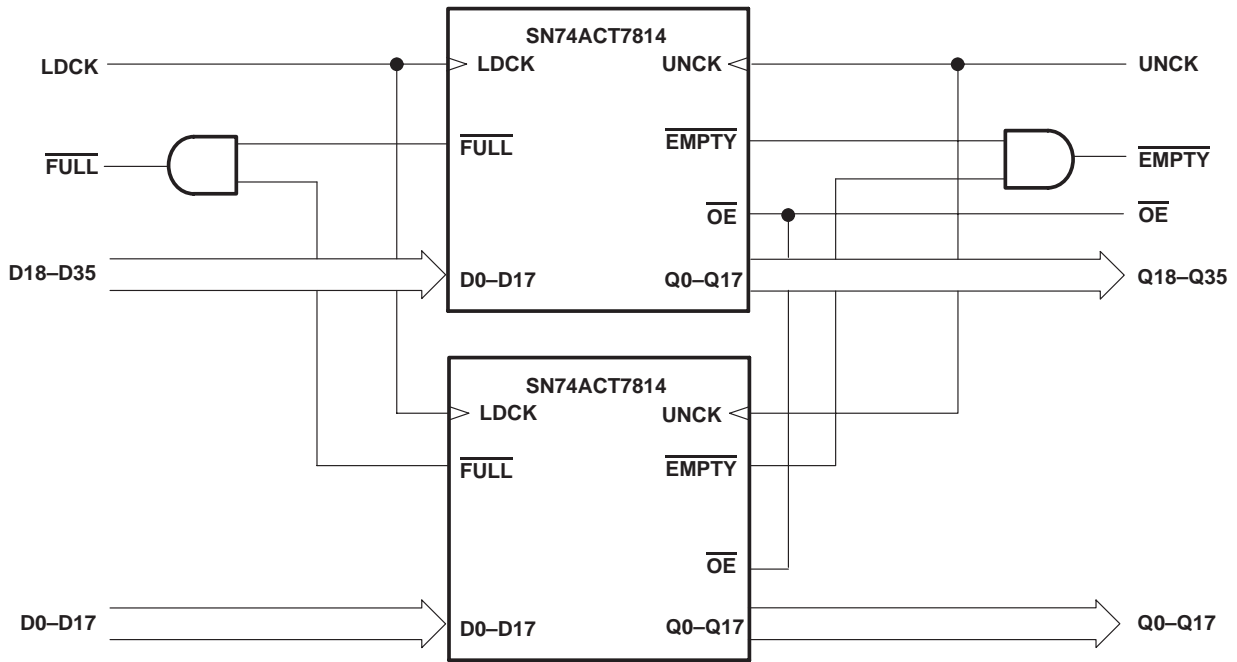 SN74ACT7814
LDCK
LDCK
UNCK
UNCK
FULL
FULL
EMPTY
EMPTY
OE
OE
D18–D35
D0–D17
Q0–Q17
Q18–Q35
SN74ACT7814
LDCK
UNCK
FULL
EMPTY
OE
D0–D17
D0–D17
Q0–Q17
Q0–Q17